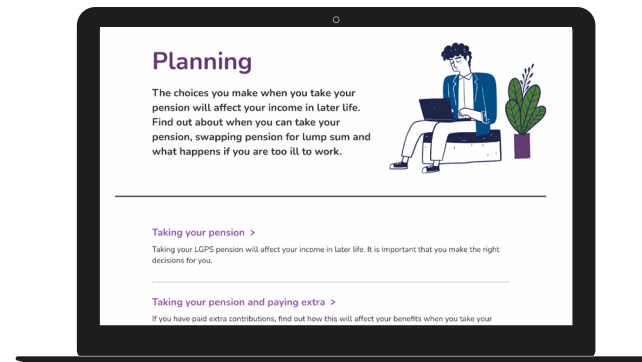 Planning
The choices you make when you take your
pension will affect your income in later life.
Find out about when you can take your
pension, swapping pension for lump sum and
what happens if you are too ill to work.
Taking your pension >
Taking your LGPS pension will affect your income in later life. It is important that you make the right
decisions for you.
Taking your pension and paying extra >
If you have paid extra contributions, find out how this will affect your benefits when you take your